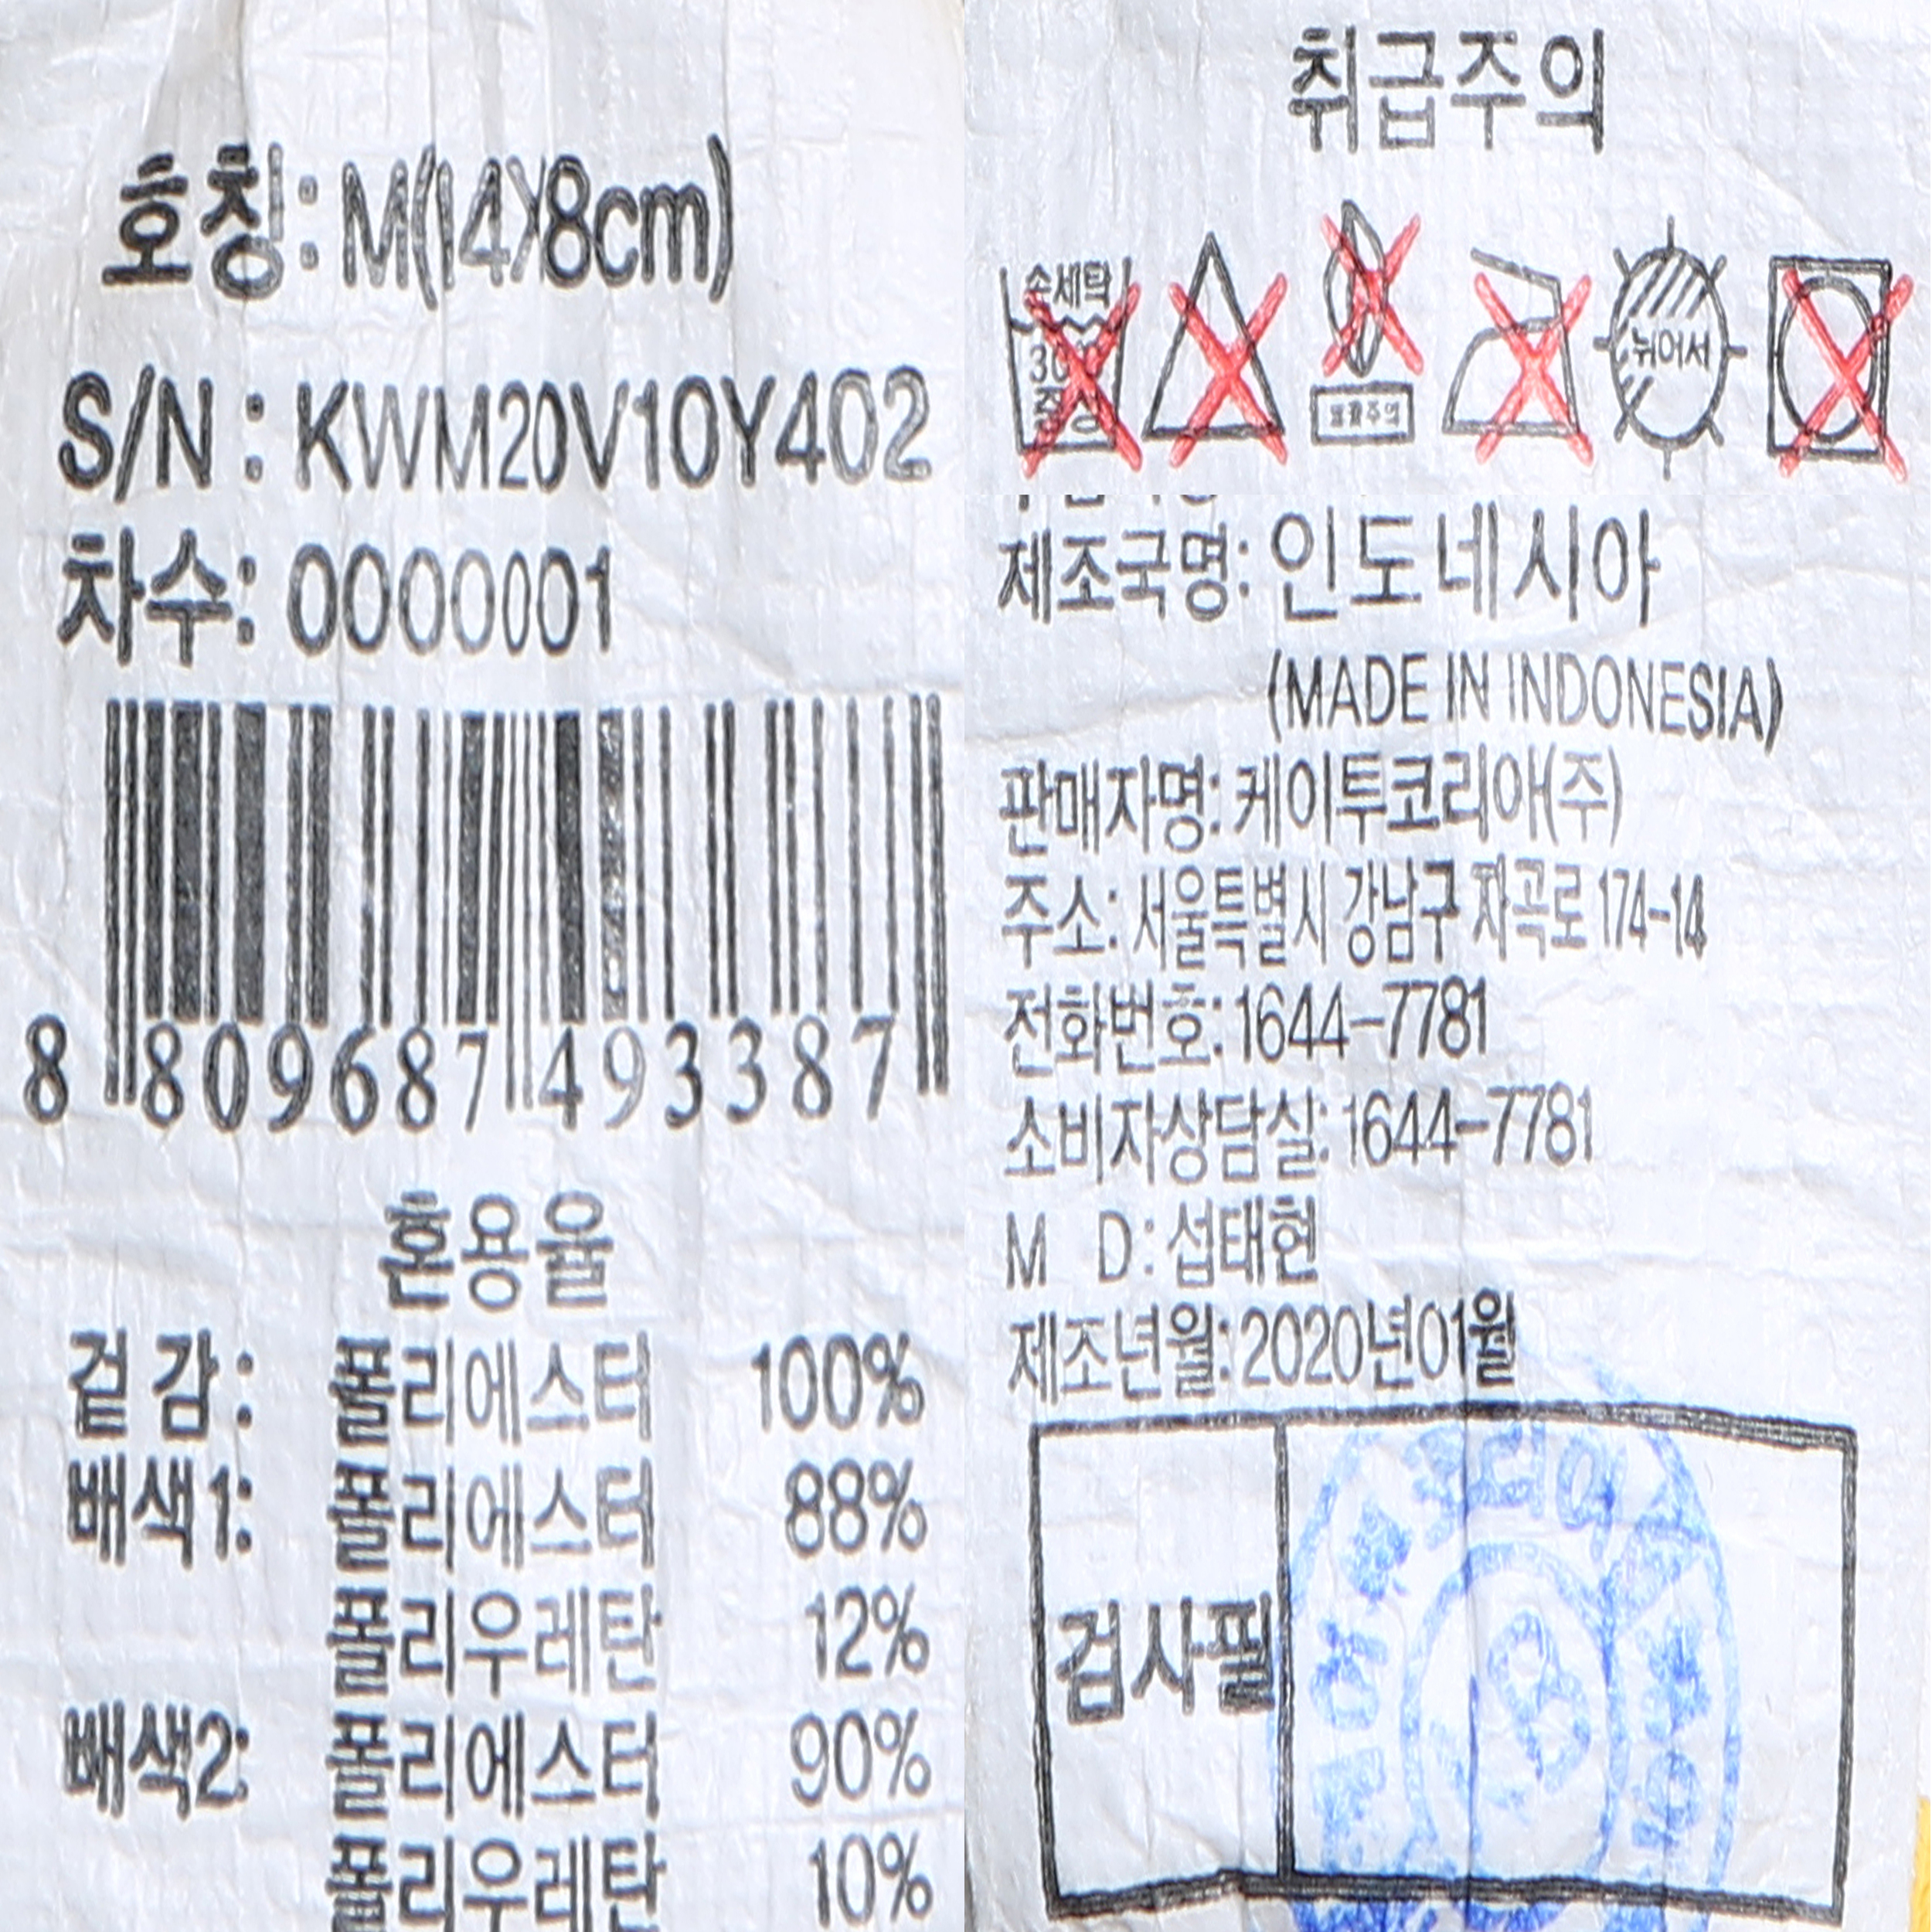 호칭: M(14X8cm)
S/N : KWM20V10Y402
차수: 0000001
8 809687 493387
혼용율
겉 감: 폴리에스터 100%
배색1: 폴리에스터 88%
폴리우레탄 12%
배색2: 폴리에스터 90%
폴리우레탄 10%
취급주의
손세탁
30
중성
뉘어서
제조국명: 인도네시아
(MADE IN INDONESIA)
판매자명: 케이투코리아(주)
주소: 서울특별시 강남구 자곡로 174-14
전화번호: 1644-7781
소비자상담실: 1644-7781
M D: 섭태현
제조년월: 2020년01월
검사필